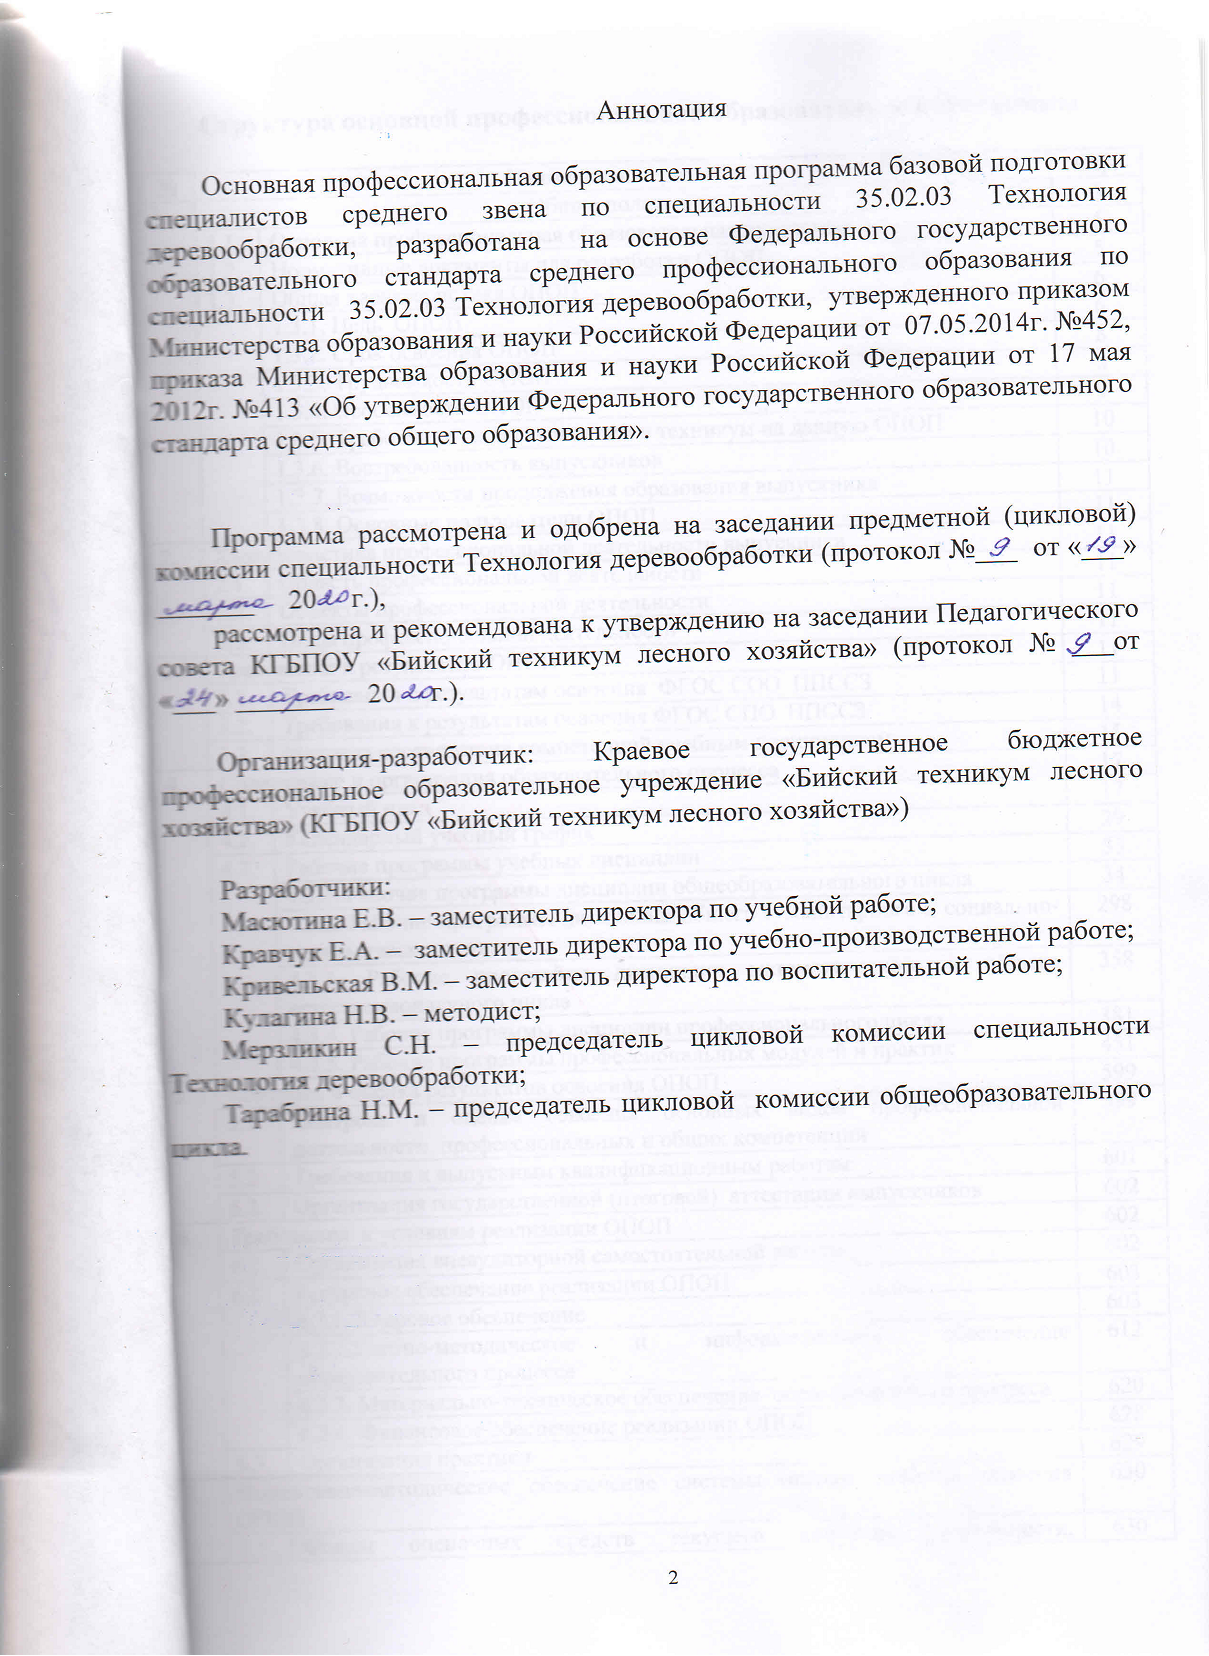 Аннотация
Основная профессиональная образовательная программа базовой подготовки
специалистов среднего звена по специальности 35.02.03 Технология
деревообработки, разработана на основе Федерального государственного
образовательного стандарта среднего профессионального образования по
специальности 35.02.03 Технология деревообработки, утвержденного приказом
Министерства образования и науки Российской Федерации от 07.05.2014г. №452,
приказа Министерства образования и науки Российской Федерации от 17 мая
2012г. №413 «Об утверждении Федерального государственного образовательного
стандарта среднего общего образования».
Программа рассмотрена и одобрена на заседании предметной (цикловой)
комиссии специальности Технология деревообработки (протокол № 9 от «19»
марта 2020 г.),
рассмотрена и рекомендована к утверждению на заседании Педагогического
совета КГБПОУ «Бийский техникум лесного хозяйства» (протокол № 9 от
«24» марта 2020 г.).
Организация-разработчик: Краевое государственное бюджетное
профессиональное образовательное учреждение «Бийский техникум лесного
хозяйства» (КГБПОУ «Бийский техникум лесного хозяйства»)
Разработчики:
Масютина Е.В. – заместитель директора по учебной работе;
Кравчук Е.А. – заместитель директора по учебно-производственной работе;
Кривельская В.М. – заместитель директора по воспитательной работе;
Кулагина Н.В. – методист;
Мерзликин С.Н. – председатель цикловой комиссии специальности
Технология деревообработки;
Тарабрина Н.М. – председатель цикловой комиссии общеобразовательного
цикла.
2